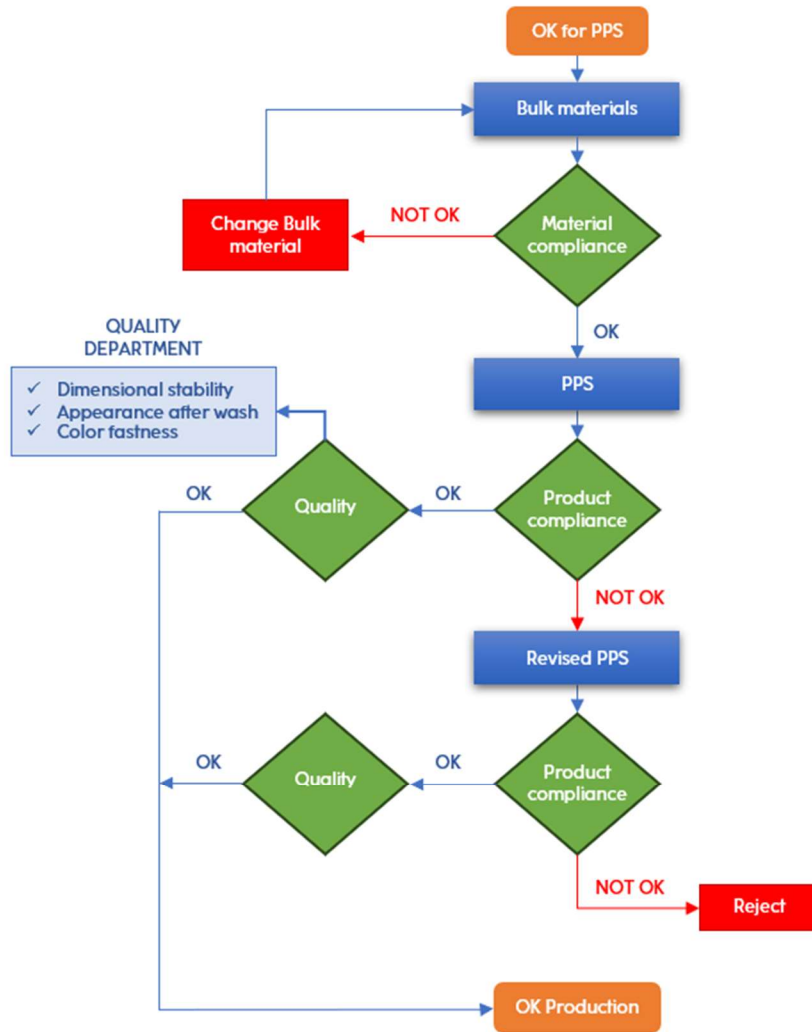 OK for PPS
Bulk materials
Change Bulk
material
NOT OK
Material
compliance
OK
QUALITY
DEPARTMENT
✓ Dimensional stability
✓ Appearance after wash
✓ Color fastness
PPS
OK
Quality
OK
Product
compliance
NOT OK
Revised PPS
OK
Quality
OK
Product
compliance
NOT OK
Reject
OK Production